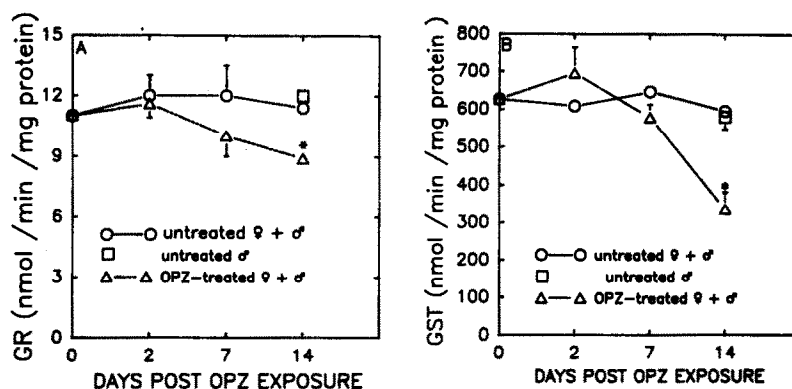 A
GR (nmol /min /mg protein)
15
12
9
6
3
0
*
untreated ♀ + ♂
untreated ♂
OPZ-treated ♀ + ♂
0 2 7 14
DAYS POST OPZ EXPOSURE
B
GST (nmol /min /mg protein)
800
700
600
500
400
300
200
100
0
*
untreated ♀ + ♂
untreated ♂
OPZ-treated ♀ + ♂
0 2 7 14
DAYS POST OPZ EXPOSURE